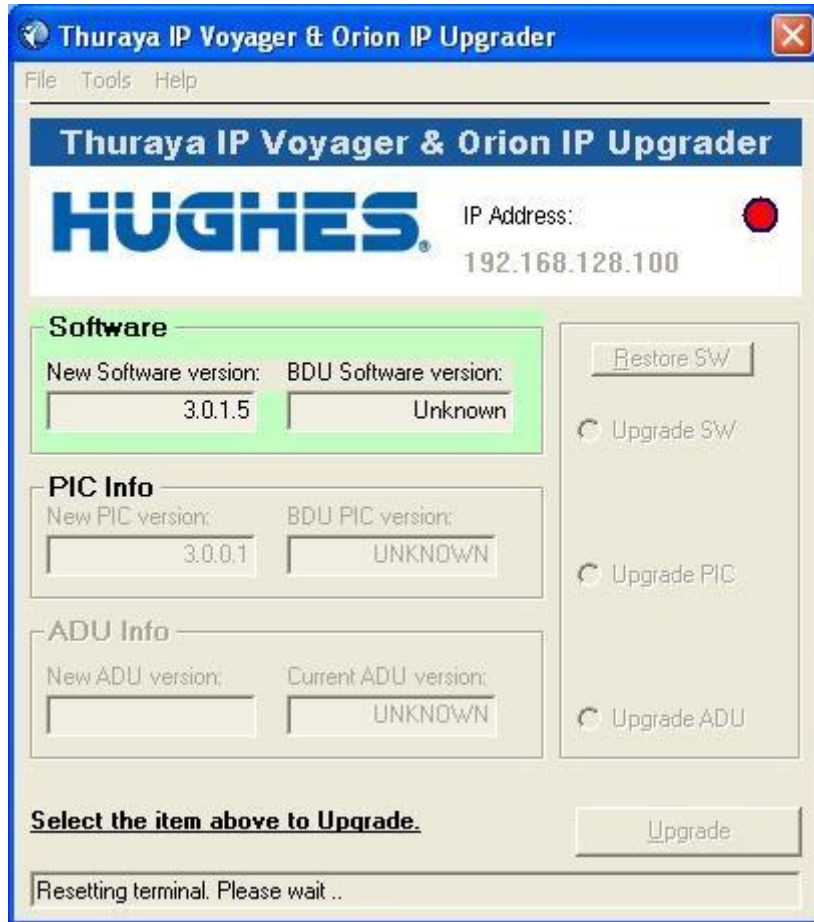 Thuraya IP Voyager & Orion IP Upgrader
File Tools Help
Thuraya IP Voyager & Orion IP Upgrader
HUGHES®
IP Address:
192.168.128.100
Software
New Software version: BDU Software version:
3.0.1.5 Unknown
Restore SW
Upgrade SW
PIC Info
New PIC version: BDU PIC version:
3.0.0.1 UNKNOWN
Upgrade PIC
ADU Info
New ADU version: Current ADU version:
UNKNOWN
Upgrade ADU
Select the item above to Upgrade.
Upgrade
Resetting terminal. Please wait ..